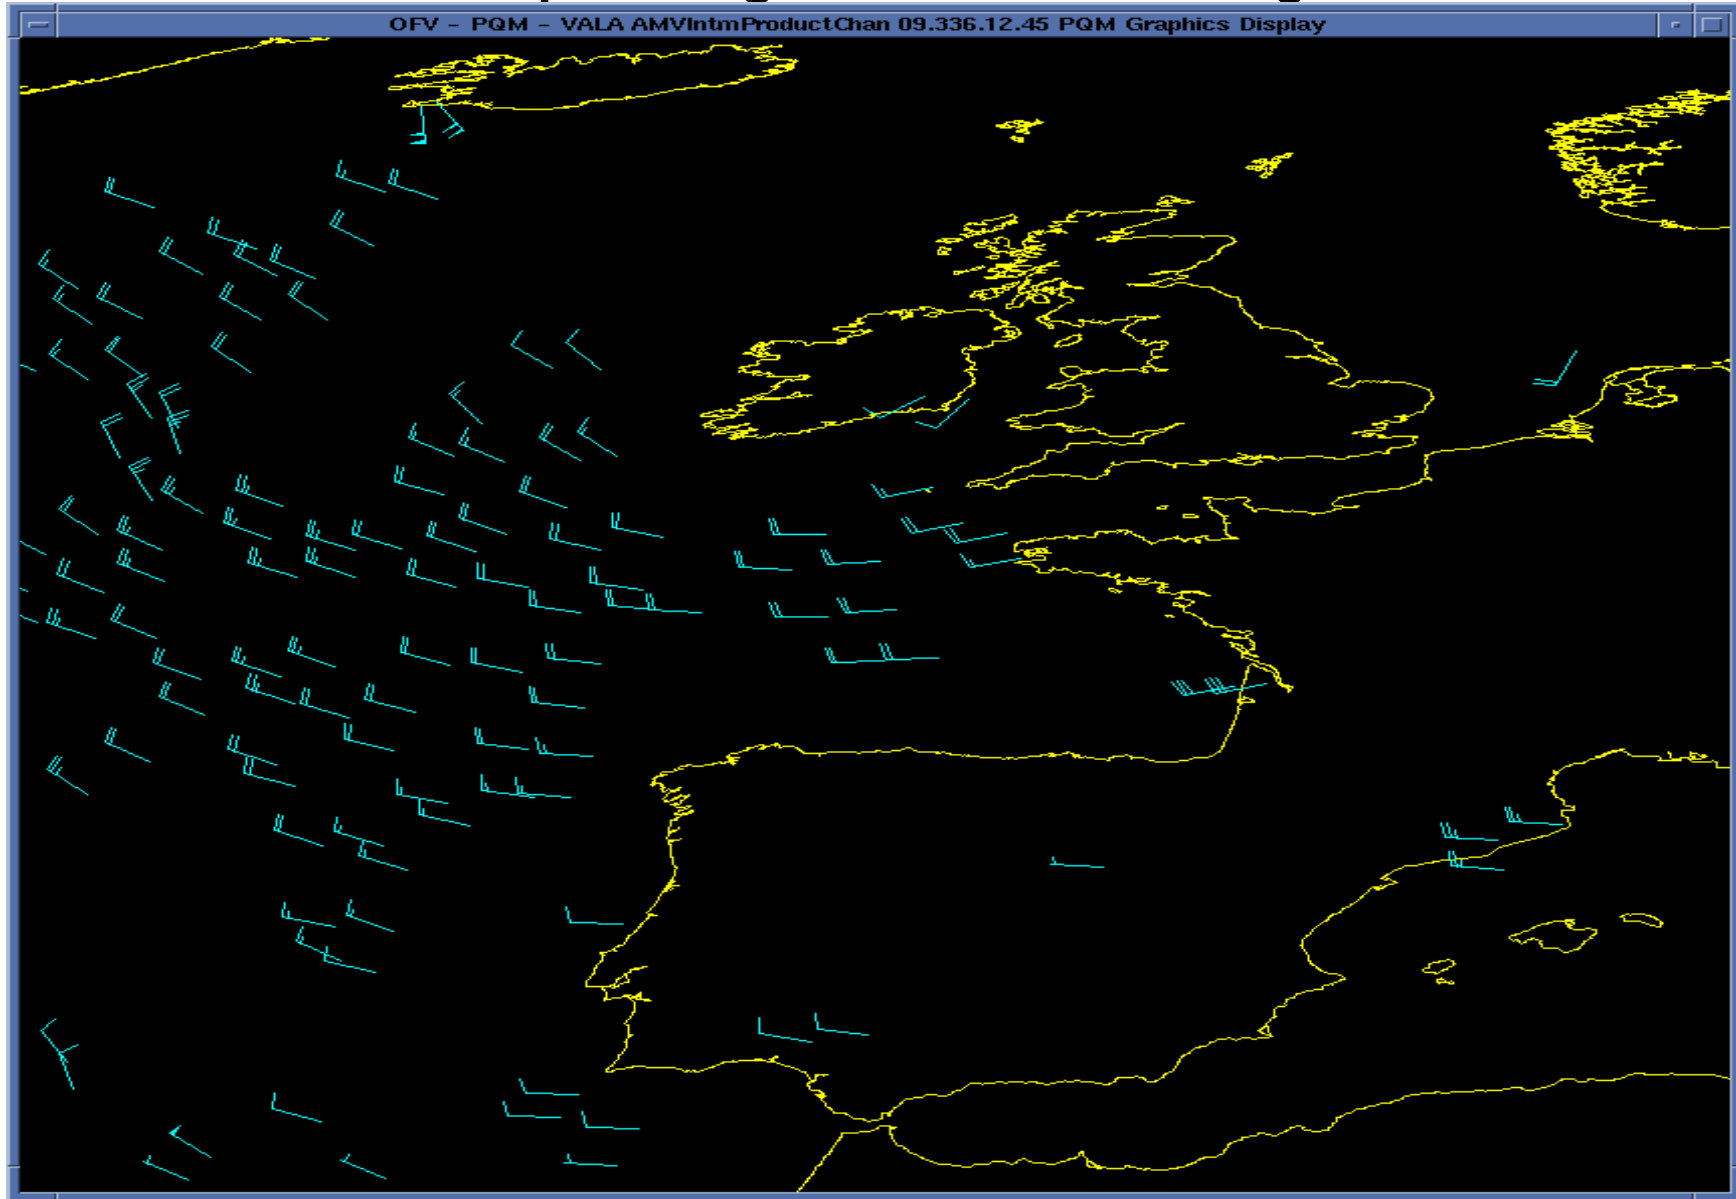 OFV - PQM - VALA AMVIntmProductChan 09.336.12.45 PQM Graphics Display